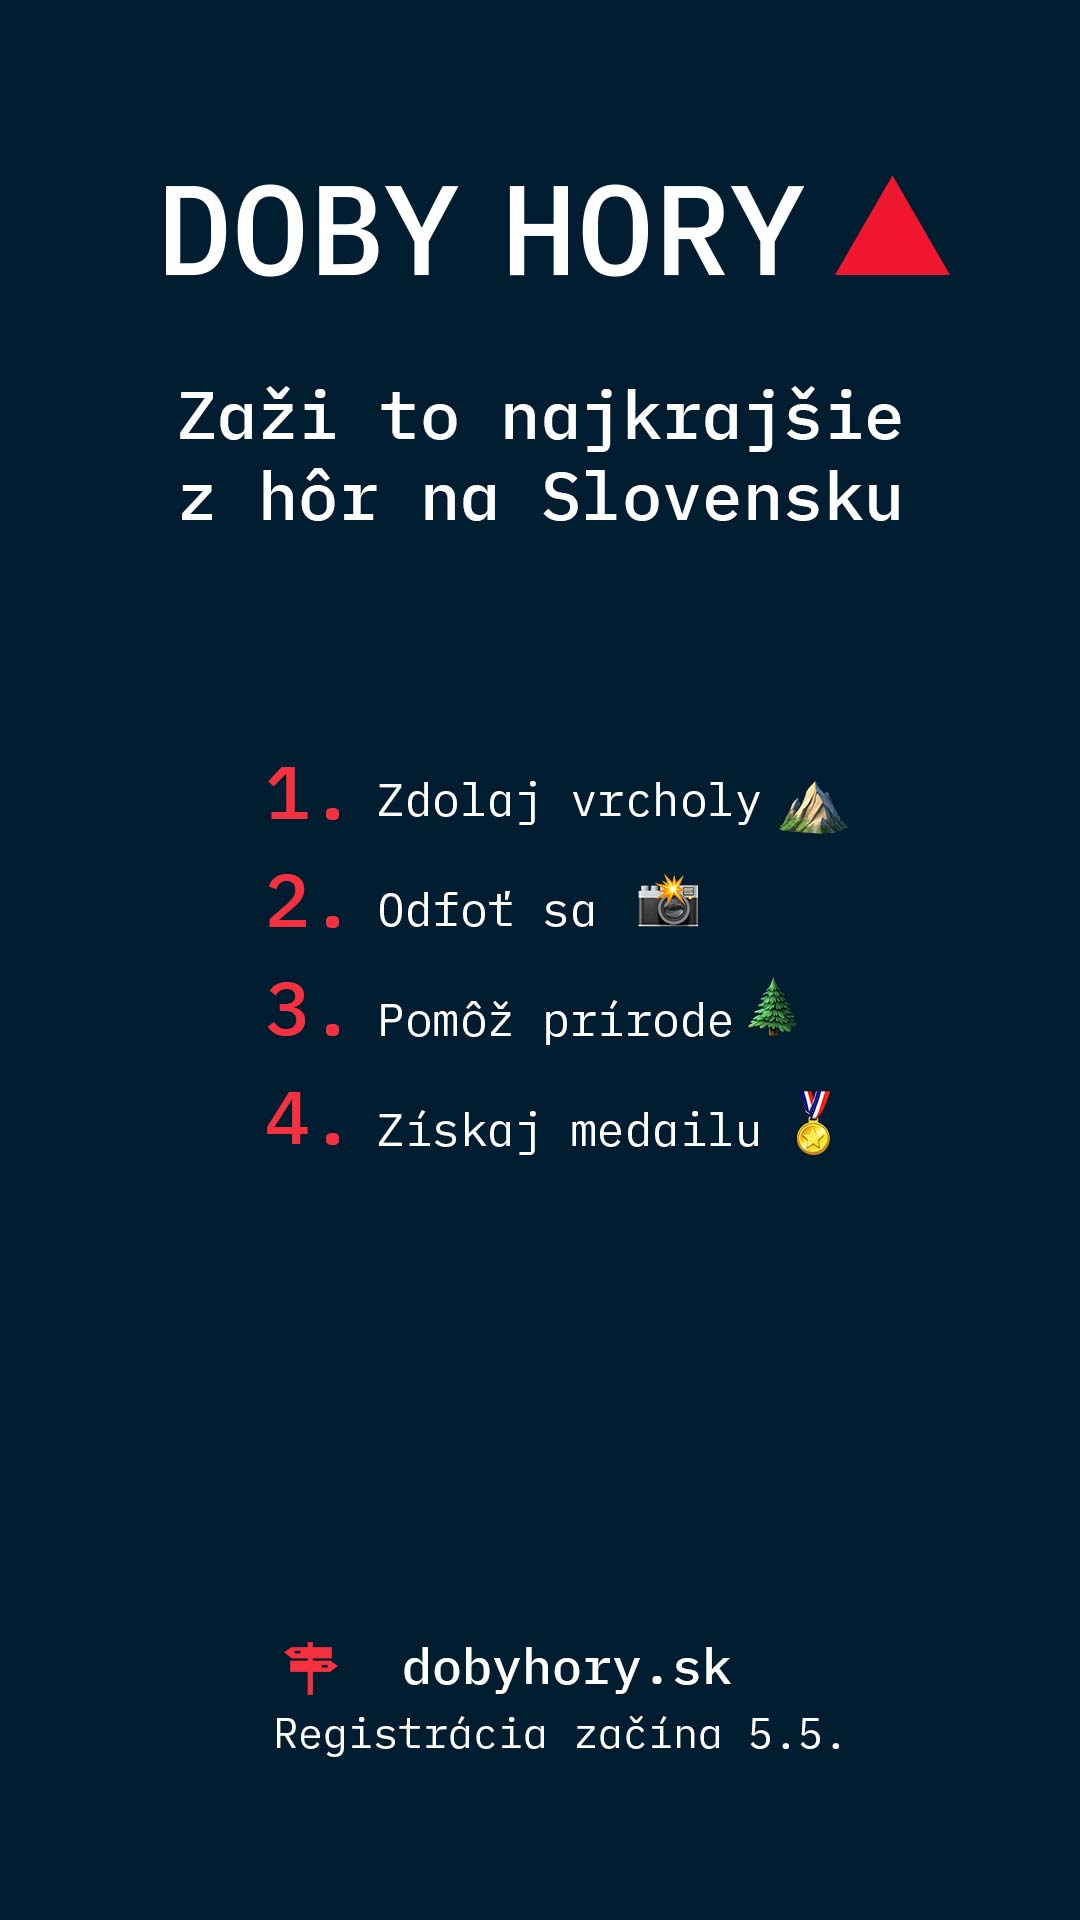 DOBY HORY
Zaži to najkrajšie
z hôr na Slovensku
1. Zdolaj vrcholy
2. Odfoť sa
3. Pomôž prírode
4. Získaj medailu
dobyhory.sk
Registrácia začína 5.5.